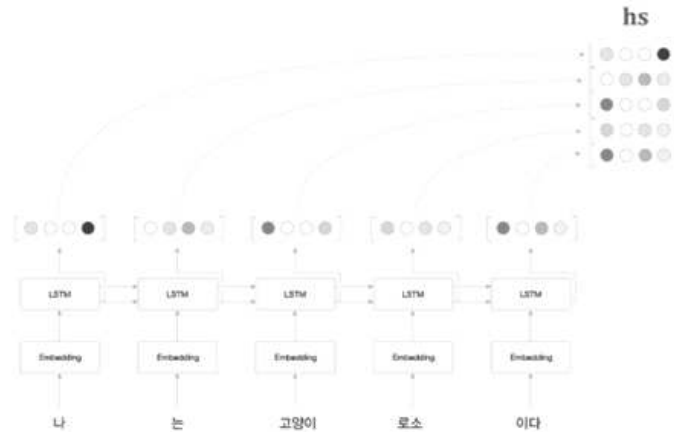 hs
LSTM LSTM LSTM LSTM LSTM
Embedding Embedding Embedding Embedding Embedding
나 는 고양이 로소 이다